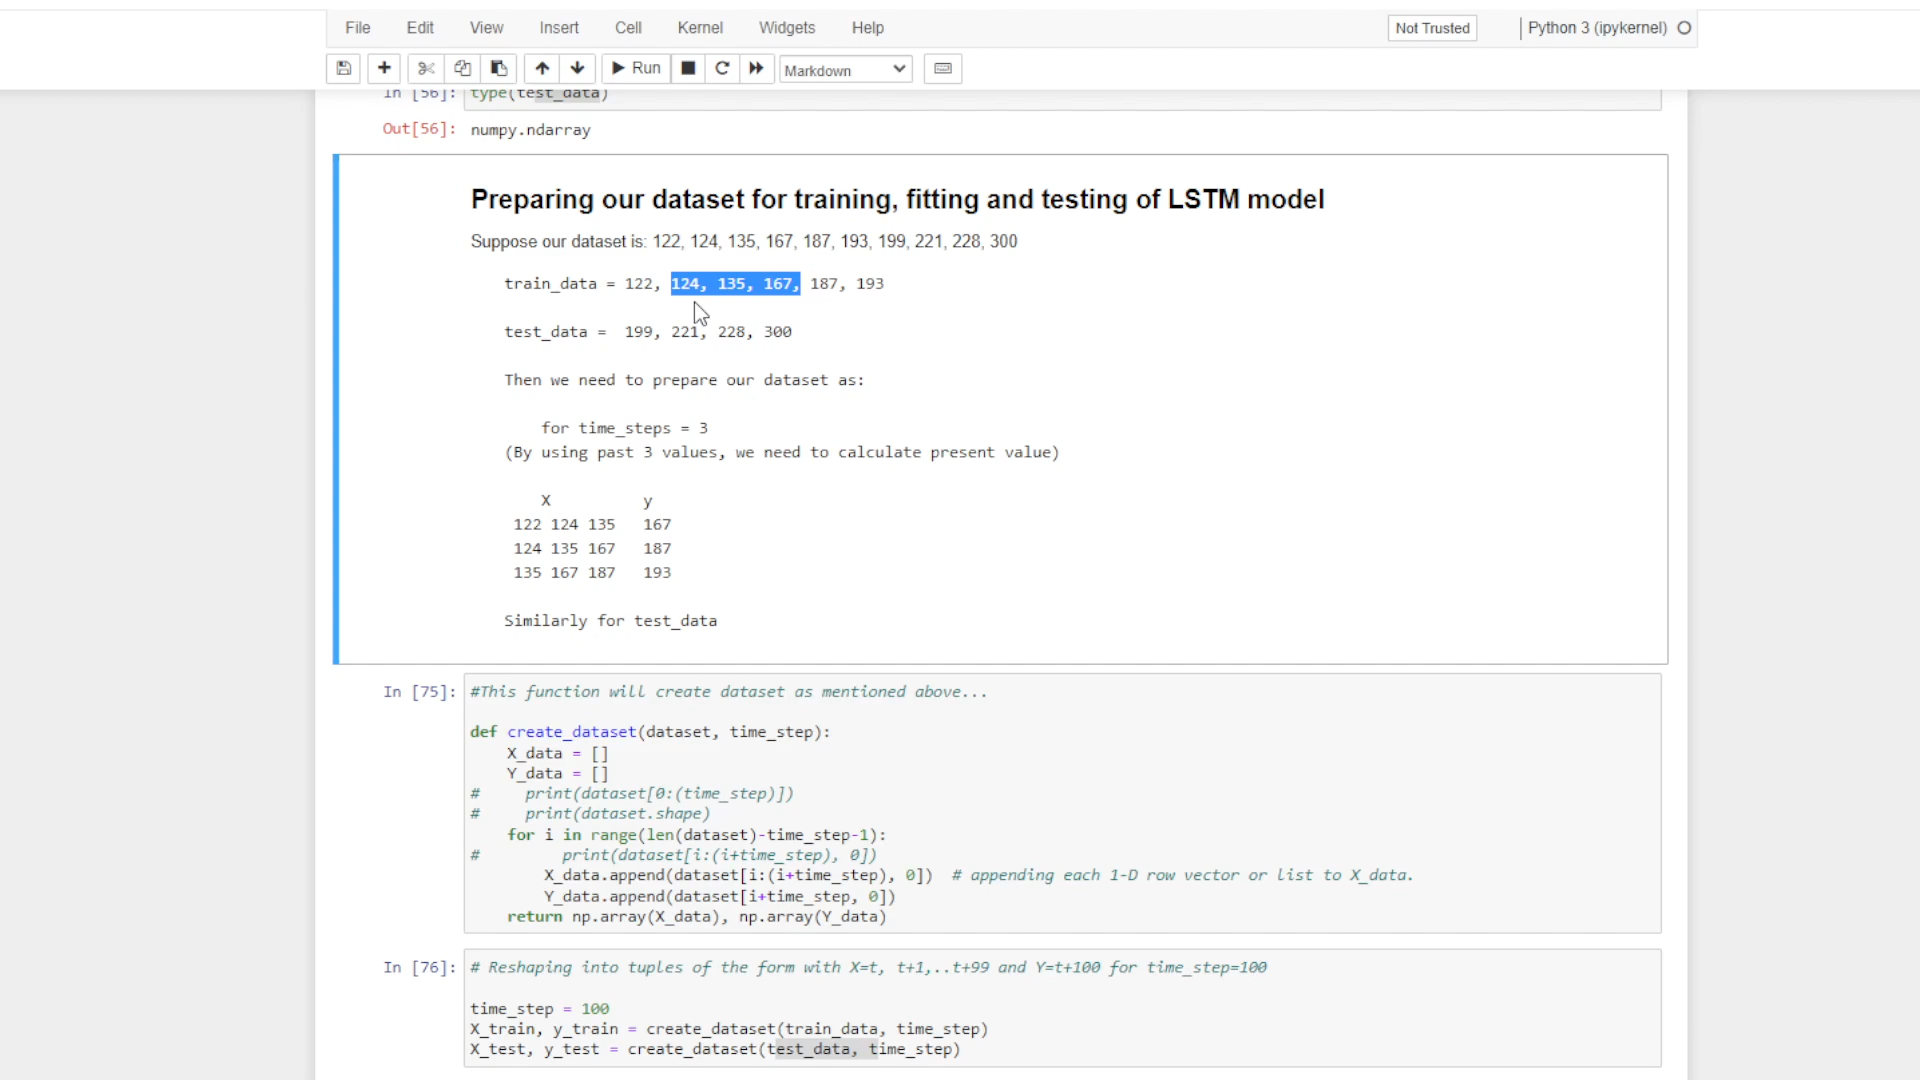 File Edit View Insert Cell Kernel Widgets Help Not Trusted Python 3 (ipykernel)
Run Markdown
In [56]: type(test_data)
Out[56]: numpy.ndarray
Preparing our dataset for training, fitting and testing of LSTM model
Suppose our dataset is: 122, 124, 135, 167, 187, 193, 199, 221, 228, 300
train_data = 122, 124, 135, 167, 187, 193
test_data = 199, 221, 228, 300
Then we need to prepare our dataset as:
for time_steps = 3
(By using past 3 values, we need to calculate present value)
X y
122 124 135 167
124 135 167 187
135 167 187 193
Similarly for test_data
In [75]: #This function will create dataset as mentioned above...
def create_dataset(dataset, time_step):
X_data = []
Y_data = []
# print(dataset[0:(time_step)])
# print(dataset.shape)
for i in range(len(dataset)-time_step-1):
# print(dataset[i:(i+time_step), 0])
X_data.append(dataset[i:(i+time_step), 0]) # appending each 1-D row vector or list to X_data.
Y_data.append(dataset[i+time_step, 0])
return np.array(X_data), np.array(Y_data)
In [76]: # Reshaping into tuples of the form with X=t, t+1,..t+99 and Y=t+100 for time_step=100
time_step = 100
X_train, y_train = create_dataset(train_data, time_step)
X_test, y_test = create_dataset(test_data, time_step)